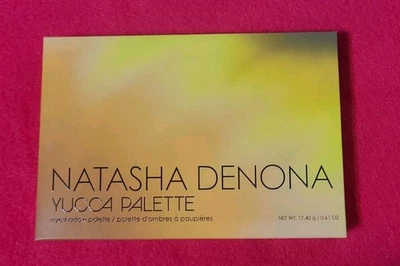 NATASHA DENONA
YUCCA PALETTE
eyeshadow palette / palette d'ombres à paupières
NET WT. 17.40 g / 0.61 OZ